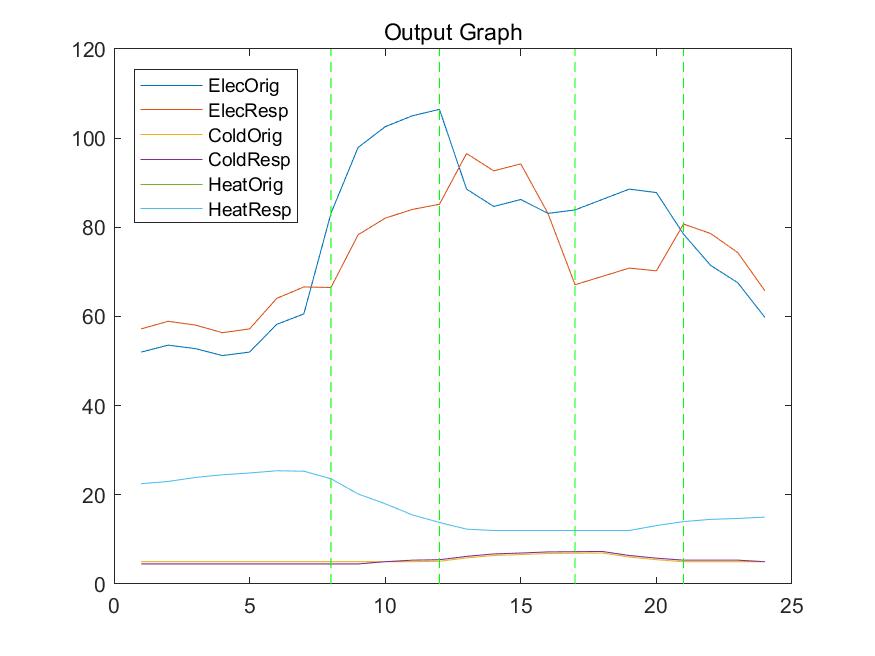 Output Graph
120
100
80
60
40
20
0
ElecOrig
ElecResp
ColdOrig
ColdResp
HeatOrig
HeatResp
0 5 10 15 20 25